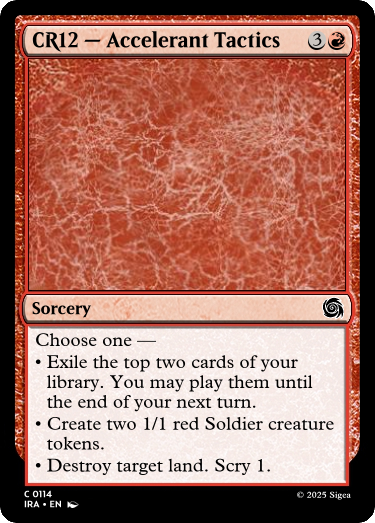 CR12 — Accelerant Tactics 3
Sorcery
Choose one —
• Exile the top two cards of your
library. You may play them until
the end of your next turn.
• Create two 1/1 red Soldier creature
tokens.
• Destroy target land. Scry 1.
C 0114
IRA • EN
© 2025 Sigea